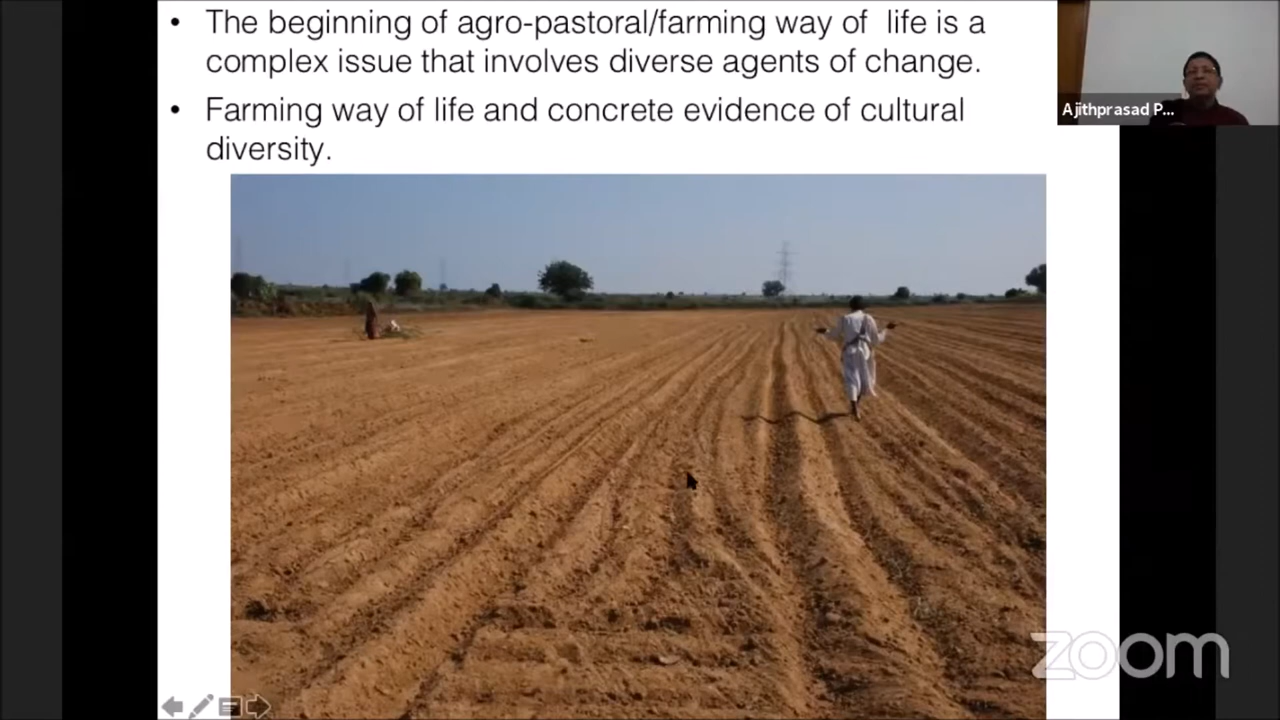 • The beginning of agro-pastoral/farming way of life is a
complex issue that involves diverse agents of change.
• Farming way of life and concrete evidence of cultural
diversity.
Ajithprasad P...
zoom